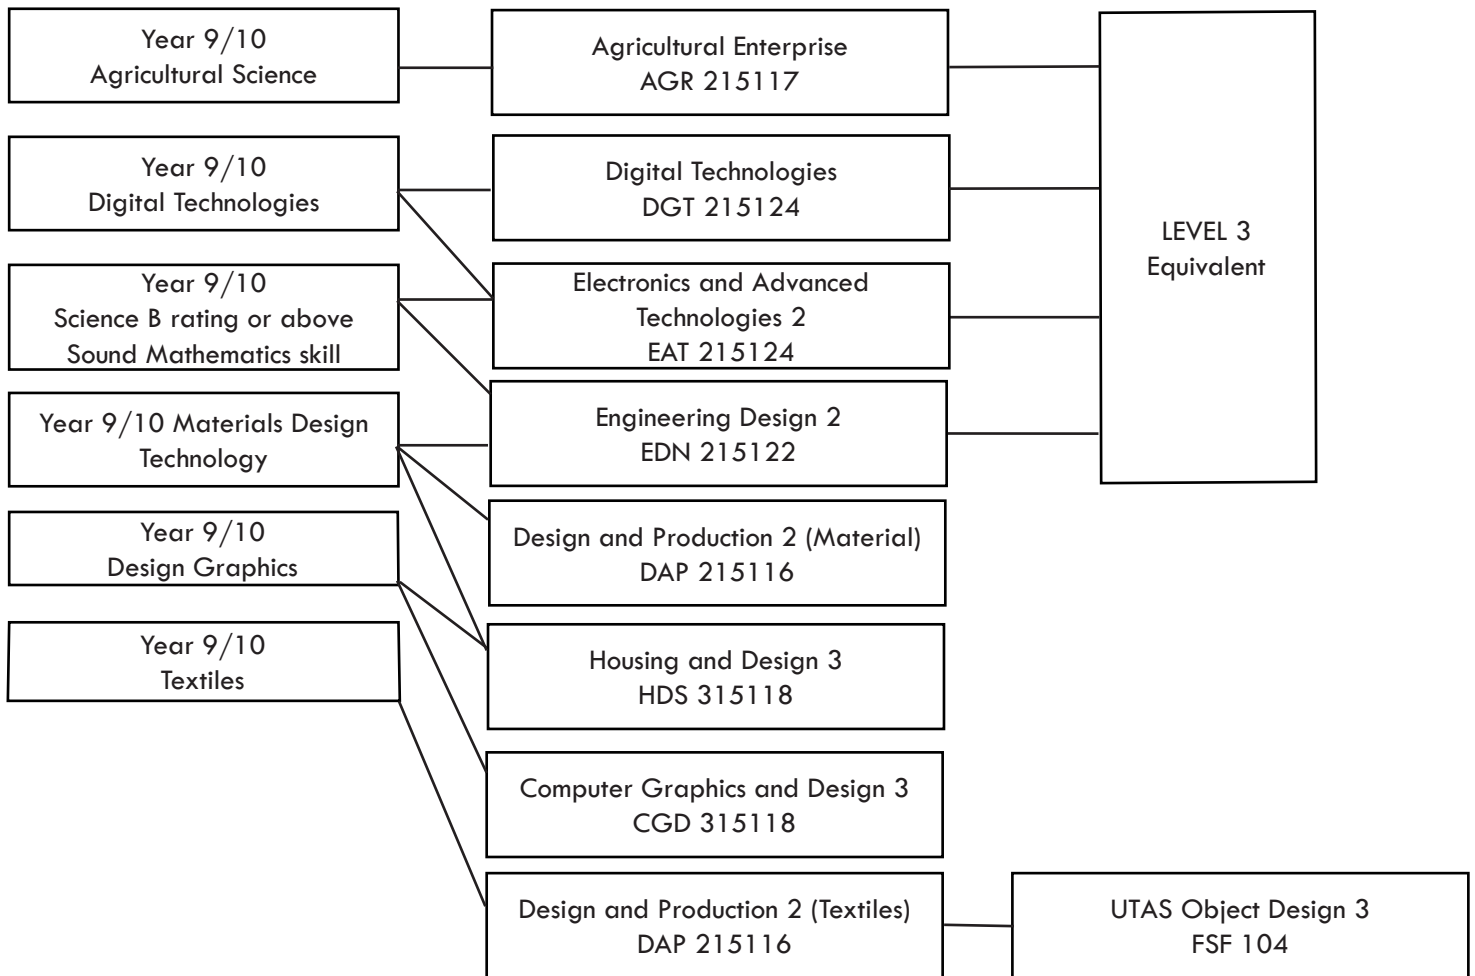 Year 9/10
Agricultural Science
Agricultural Enterprise
AGR 215117
Year 9/10
Digital Technologies
Digital Technologies
DGT 215124
LEVEL 3
Equivalent
Year 9/10
Science B rating or above
Sound Mathematics skill
Electronics and Advanced
Technologies 2
EAT 215124
Year 9/10 Materials Design
Technology
Engineering Design 2
EDN 215122
Year 9/10
Design Graphics
Design and Production 2 (Material)
DAP 215116
Year 9/10
Textiles
Housing and Design 3
HDS 315118
Computer Graphics and Design 3
CGD 315118
Design and Production 2 (Textiles)
DAP 215116
UTAS Object Design 3
FSF 104